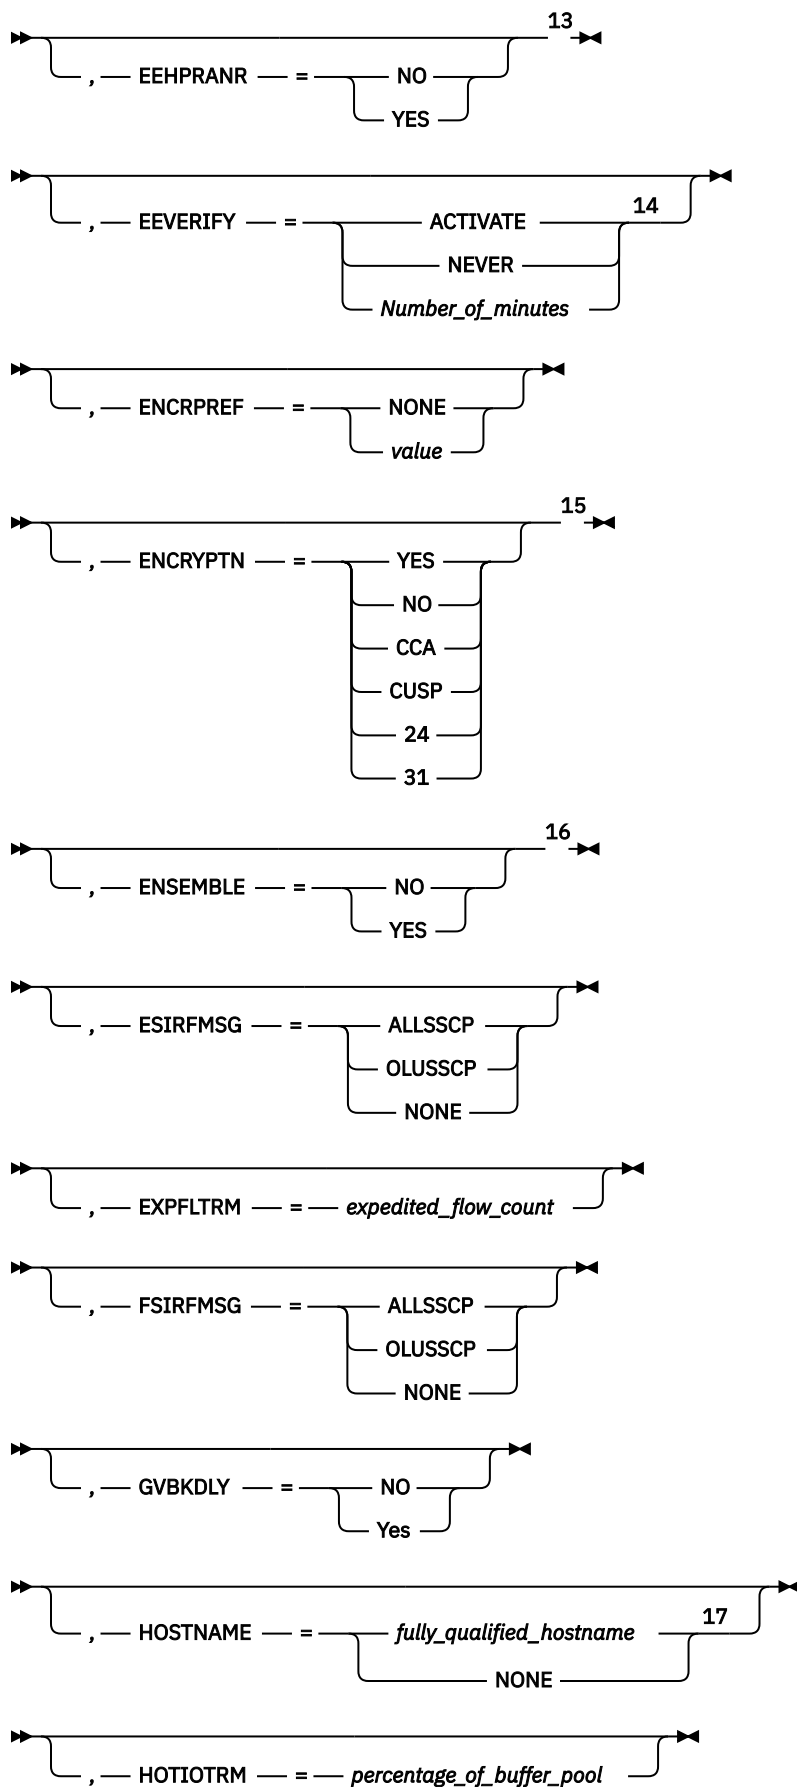 13
, EEHPRANR = NO
YES
, EEVERIFY = ACTIVATE 14
NEVER
Number_of_minutes
, ENCRPREF = NONE
value
15
, ENCRYPTN = YES
NO
CCA
CUSP
24
31
16
, ENSEMBLE = NO
YES
, ESIRFMSG = ALLSSCP
OLUSSCP
NONE
, EXPFLTRM = expedited_flow_count
, FSIRFMSG = ALLSSCP
OLUSSCP
NONE
, GVBKDLY = NO
Yes
, HOSTNAME = fully_qualified_hostname 17
NONE
, HOTIOTRM = percentage_of_buffer_pool